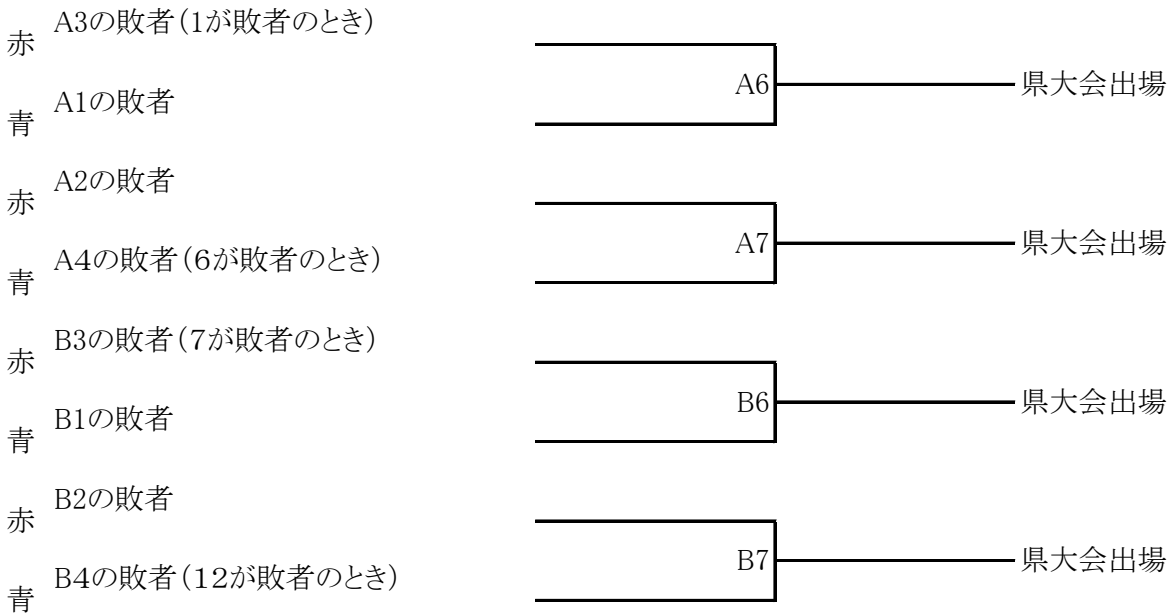 赤 A3の敗者(1が敗者のとき)
A6 県大会出場
青 A1の敗者
赤 A2の敗者
A7 県大会出場
青 A4の敗者(6が敗者のとき)
赤 B3の敗者(7が敗者のとき)
B6 県大会出場
青 B1の敗者
赤 B2の敗者
B7 県大会出場
青 B4の敗者(12が敗者のとき)